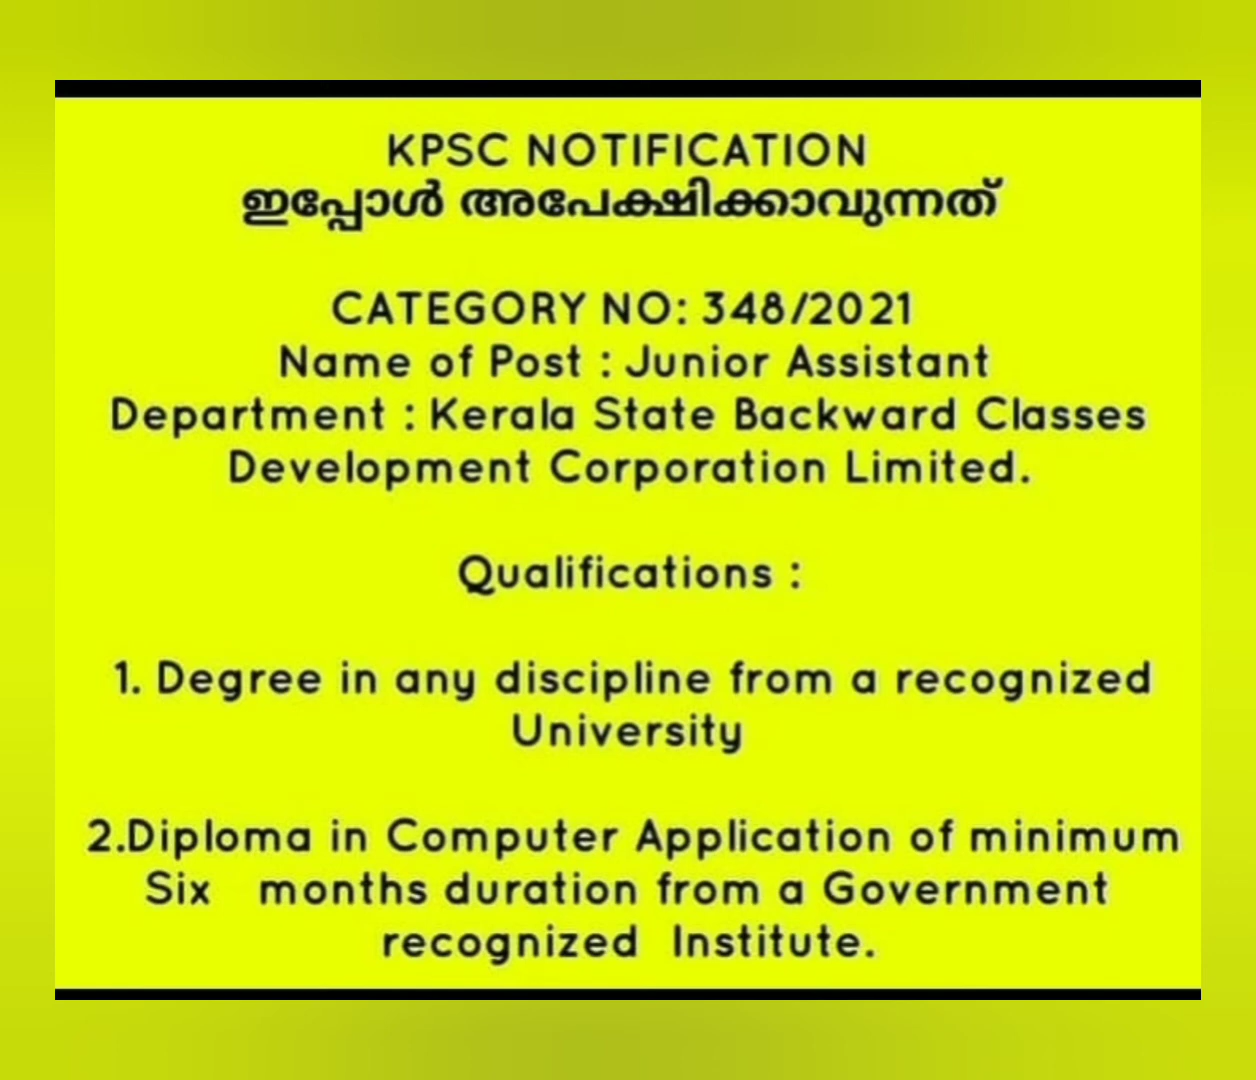 KPSC NOTIFICATION
ഇപ്പോൾ അപേക്ഷിക്കാവുന്നത്
CATEGORY NO: 348/2021
Name of Post : Junior Assistant
Department : Kerala State Backward Classes
Development Corporation Limited.
Qualifications :
1. Degree in any discipline from a recognized
University
2.Diploma in Computer Application of minimum
Six months duration from a Government
recognized Institute.